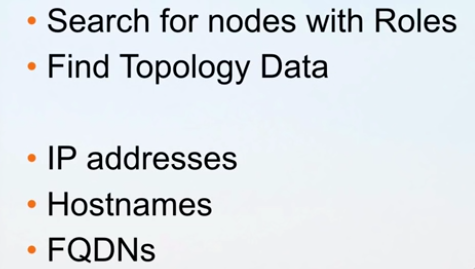 • Search for nodes with Roles
• Find Topology Data
• IP addresses
• Hostnames
• FQDNs